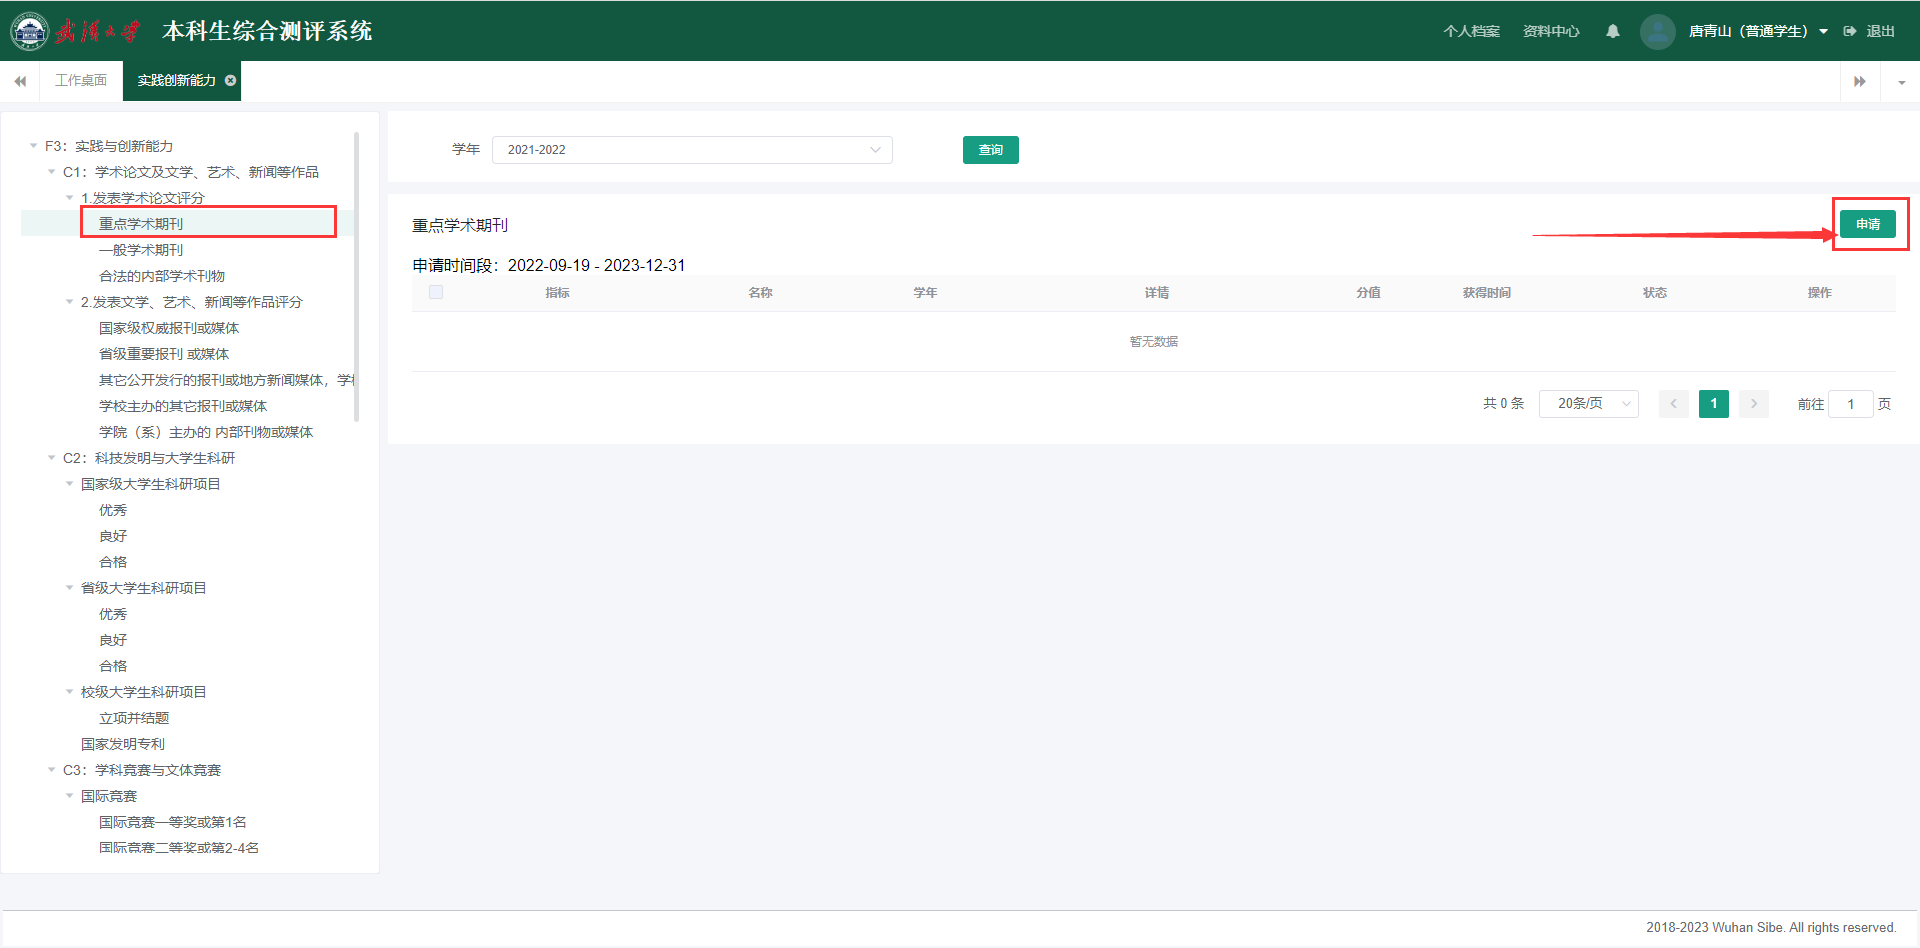 武汉大学 本科生综合测评系统
个人档案 资料中心 唐青山（普通学生） 退出
工作桌面 实践创新能力
F3：实践与创新能力
C1：学术论文及文学、艺术、新闻等作品
1.发表学术论文评分
重点学术期刊
一般学术期刊
合法的内部学术刊物
2.发表文学、艺术、新闻等作品评分
国家级权威报刊或媒体
省级重要报刊 或媒体
其它公开发行的报刊或地方新闻媒体，学校
学校主办的其它报刊或媒体
学院（系）主办的 内部刊物或媒体
C2：科技发明与大学生科研
国家级大学生科研项目
优秀
良好
合格
省级大学生科研项目
优秀
良好
合格
校级大学生科研项目
立项并结题
国家发明专利
C3：学科竞赛与文体竞赛
国际竞赛
国际竞赛一等奖或第1名
国际竞赛二等奖或第2-4名
学年 2021-2022 查询
重点学术期刊 申请
申请时间段：2022-09-19 - 2023-12-31
指标 名称 学年 详情 分值 获得时间 状态 操作
暂无数据
共 0 条 20条/页 1 前往 1 页
2018-2023 Wuhan Sibe. All rights reserved.